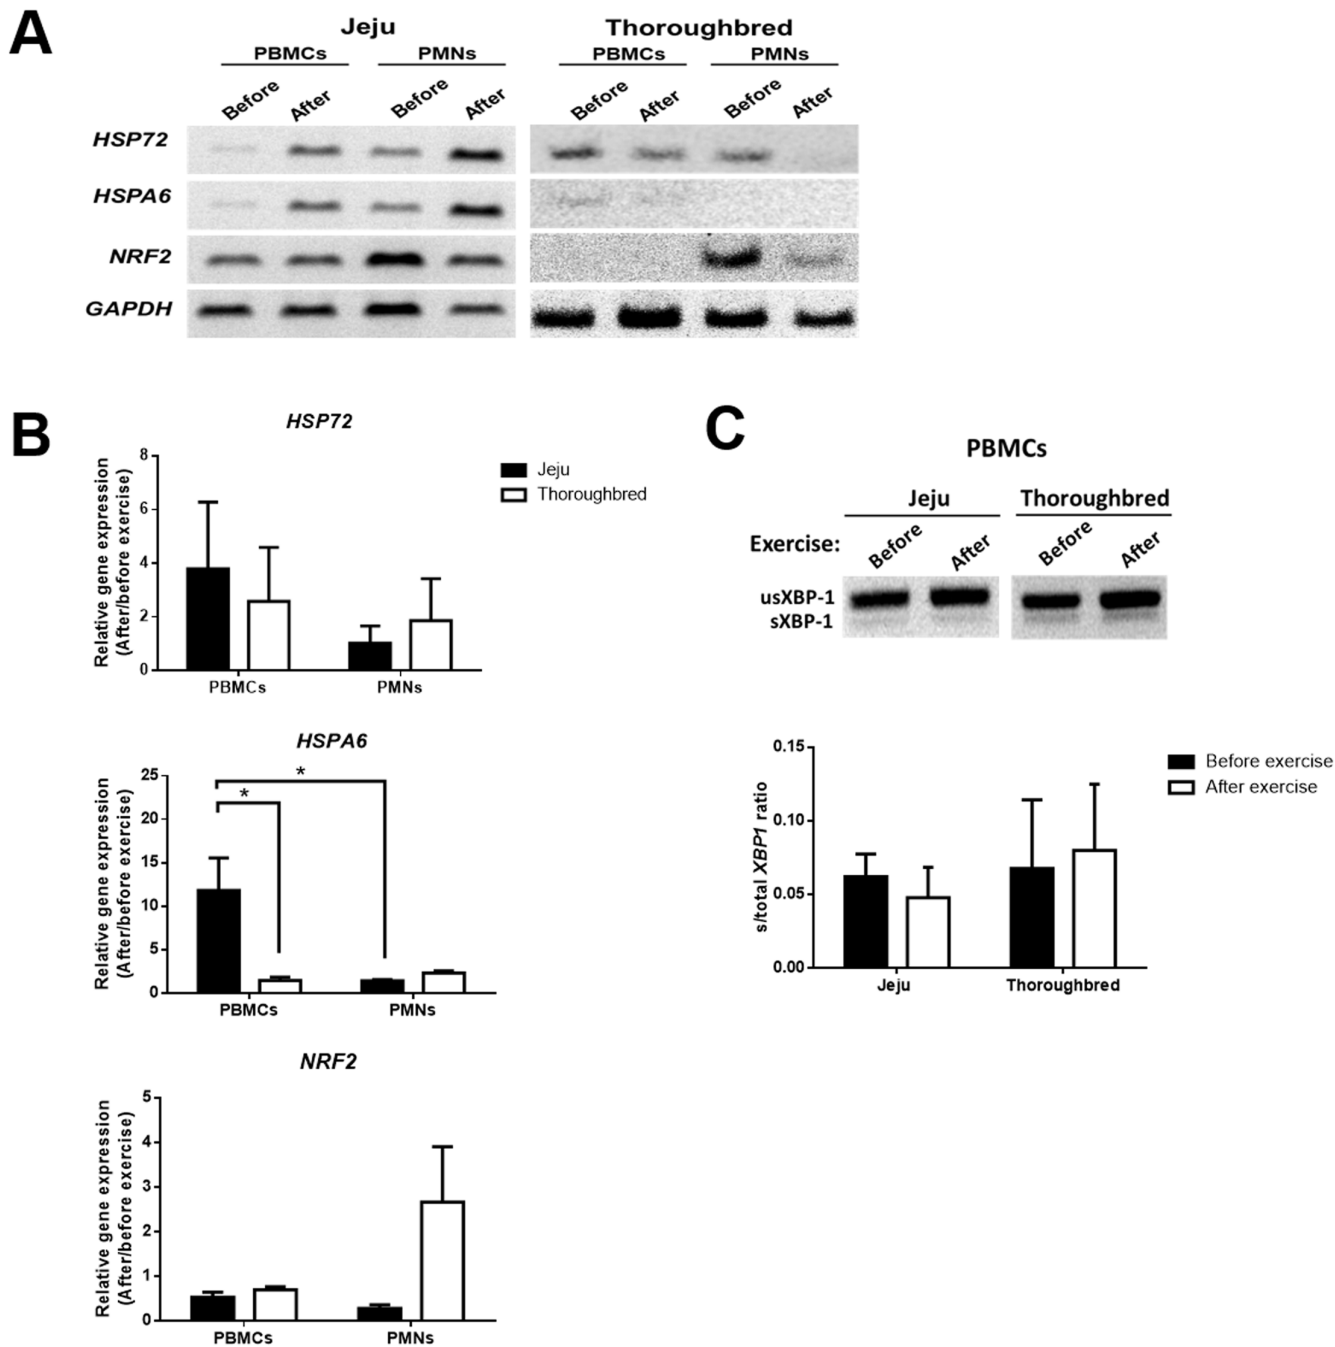 A
Jeju
Thoroughbred
PBMCs
PMNs
PBMCs
PMNs
Before
After
Before
After
Before
After
Before
After
HSP72
HSPA6
NRF2
GAPDH
B
HSP72
Relative gene expression
(After/before exercise)
8
6
4
2
0
PBMCs
PMNs
Jeju
Thoroughbred
HSPA6
Relative gene expression
(After/before exercise)
25
20
15
10
5
0
*
*
PBMCs
PMNs
NRF2
Relative gene expression
(After/before exercise)
5
4
3
2
1
0
PBMCs
PMNs
C
PBMCs
Jeju
Thoroughbred
Exercise:
Before
After
Before
After
usXBP-1
sXBP-1
s/total XBP1 ratio
0.15
0.10
0.05
0.00
Jeju
Thoroughbred
Before exercise
After exercise